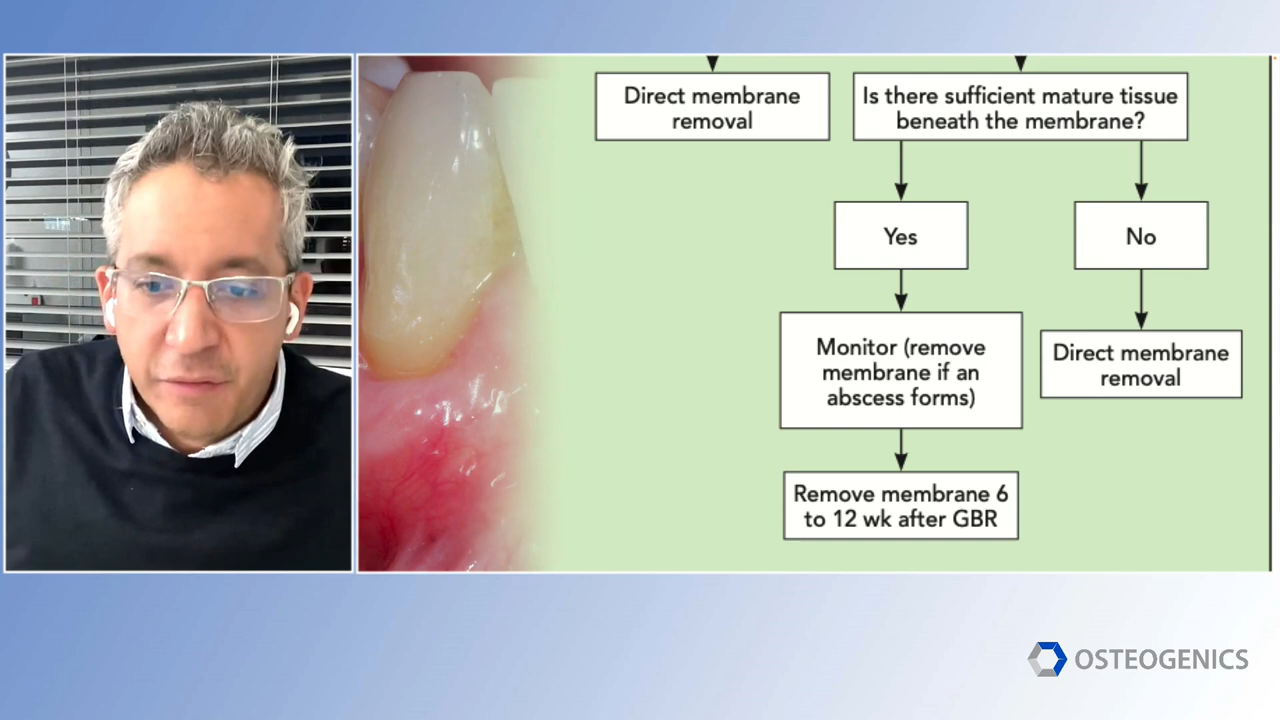 Direct membrane
removal
Is there sufficient mature tissue
beneath the membrane?
Yes
No
Monitor (remove
membrane if an
abscess forms)
Direct membrane
removal
Remove membrane 6
to 12 wk after GBR
OSTEOGENICS